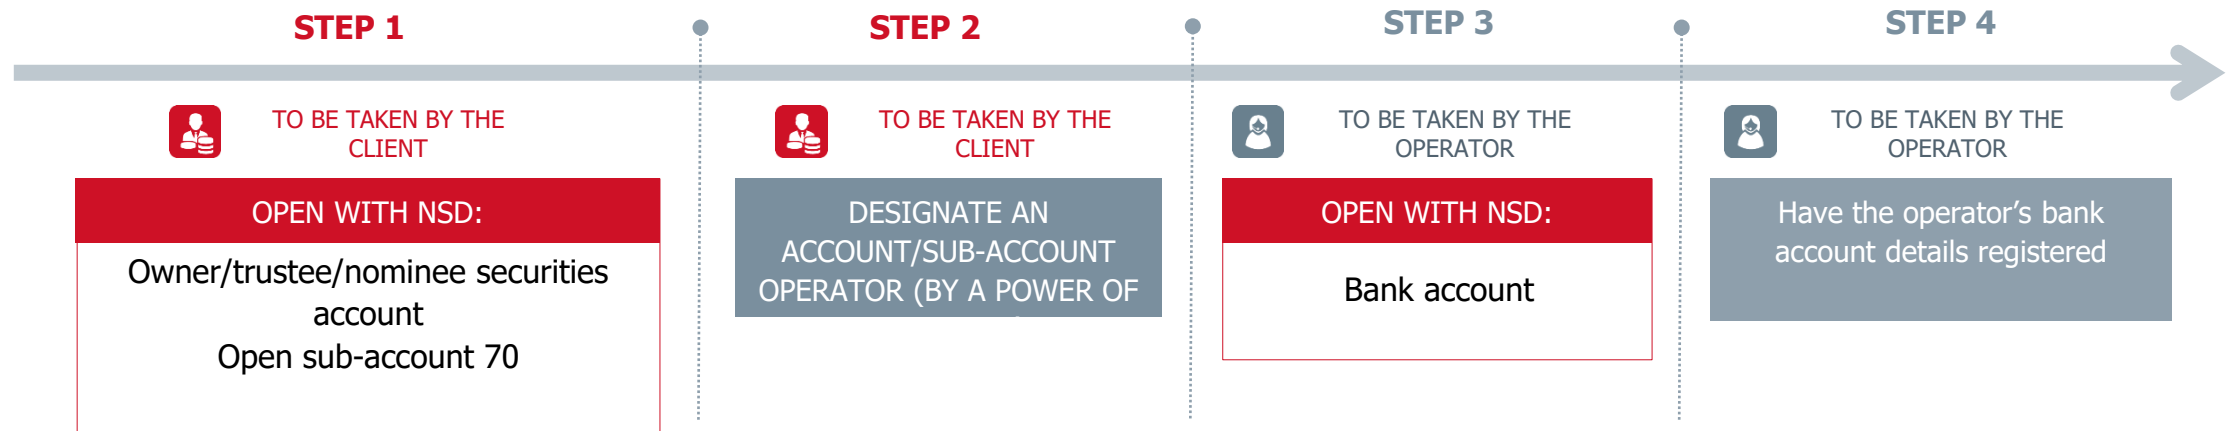 STEP 1
TO BE TAKEN BY THE
CLIENT
OPEN WITH NSD:
Owner/trustee/nominee securities
account
Open sub-account 70
STEP 2
TO BE TAKEN BY THE
CLIENT
DESIGNATE AN
ACCOUNT/SUB-ACCOUNT
OPERATOR (BY A POWER OF
STEP 3
TO BE TAKEN BY THE
OPERATOR
OPEN WITH NSD:
Bank account
STEP 4
TO BE TAKEN BY THE
OPERATOR
Have the operator’s bank
account details registered